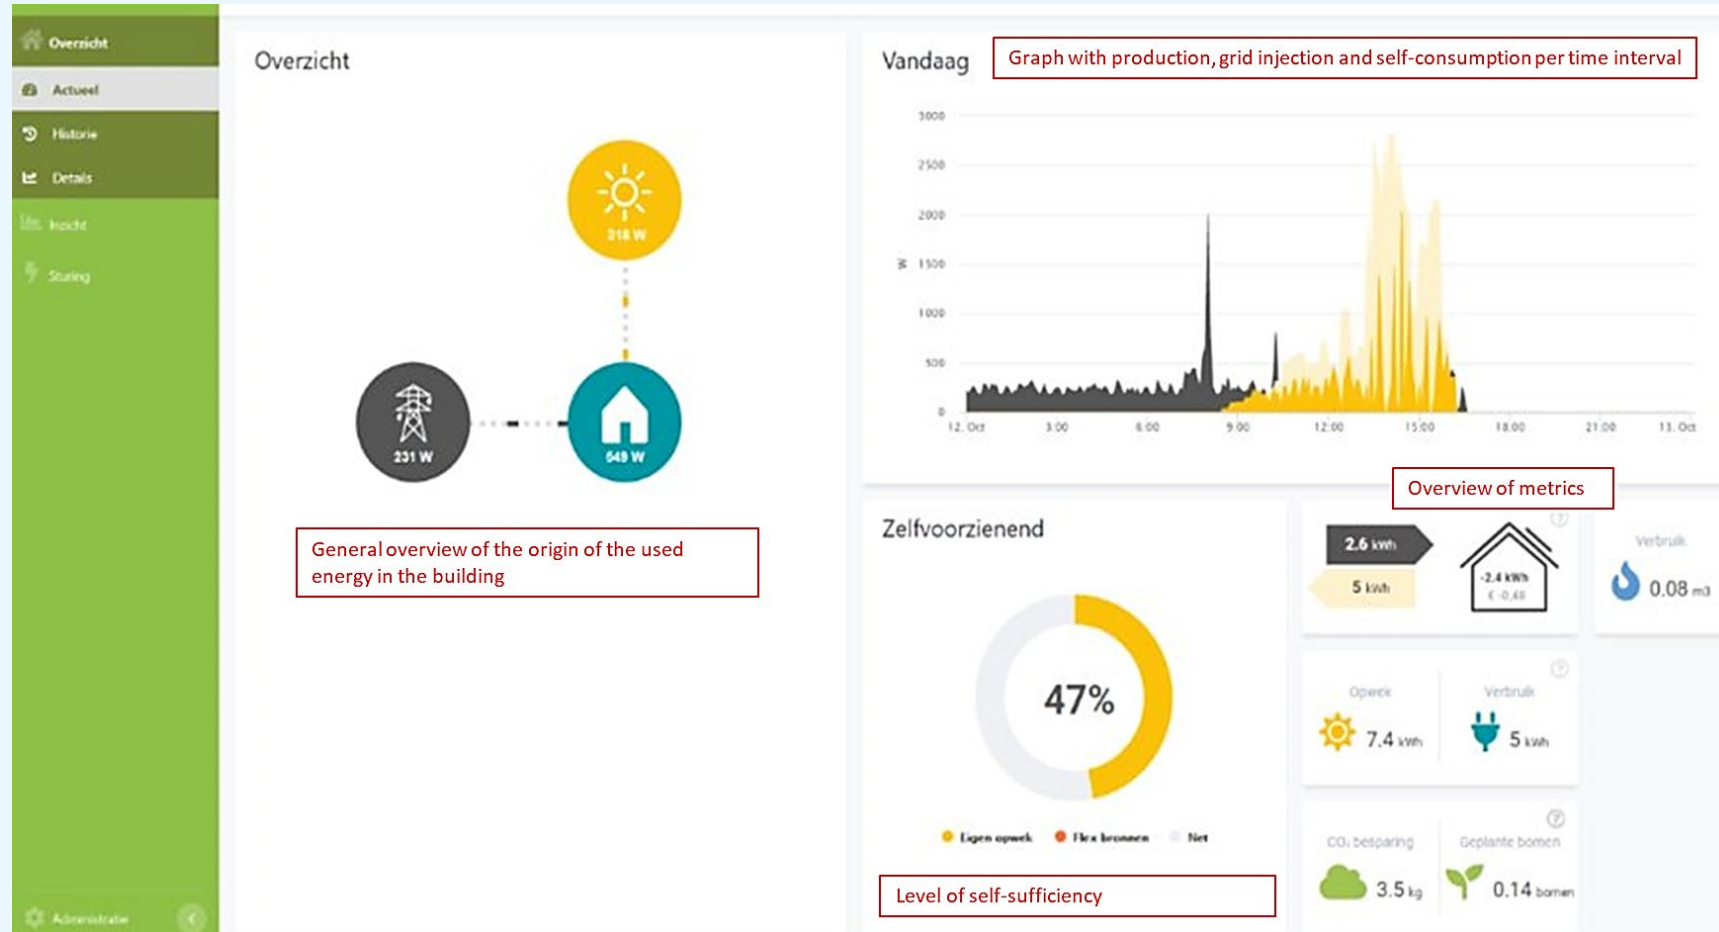 Overzicht
Actueel
Historie
Details
Inzicht
Sturing
Administratie
Overzicht
318 W
231 W
549 W
General overview of the origin of the used
energy in the building
Vandaag
Graph with production, grid injection and self-consumption per time interval
3000
2500
2000
W
1500
1000
500
0
12. Oct
3:00
6:00
9:00
12:00
15:00
18:00
21:00
13. Oct
Overview of metrics
Zelfvoorzienend
47%
Eigen opwek
Flex bronnen
Net
Level of self-sufficiency
2.6 kWh
5 kWh
-2.4 kWh
€ -0,48
Verbruik
0.08 m3
Opwek
7.4 kWh
Verbruik
5 kWh
CO₂ besparing
3.5 kg
Geplante bomen
0.14 bomen